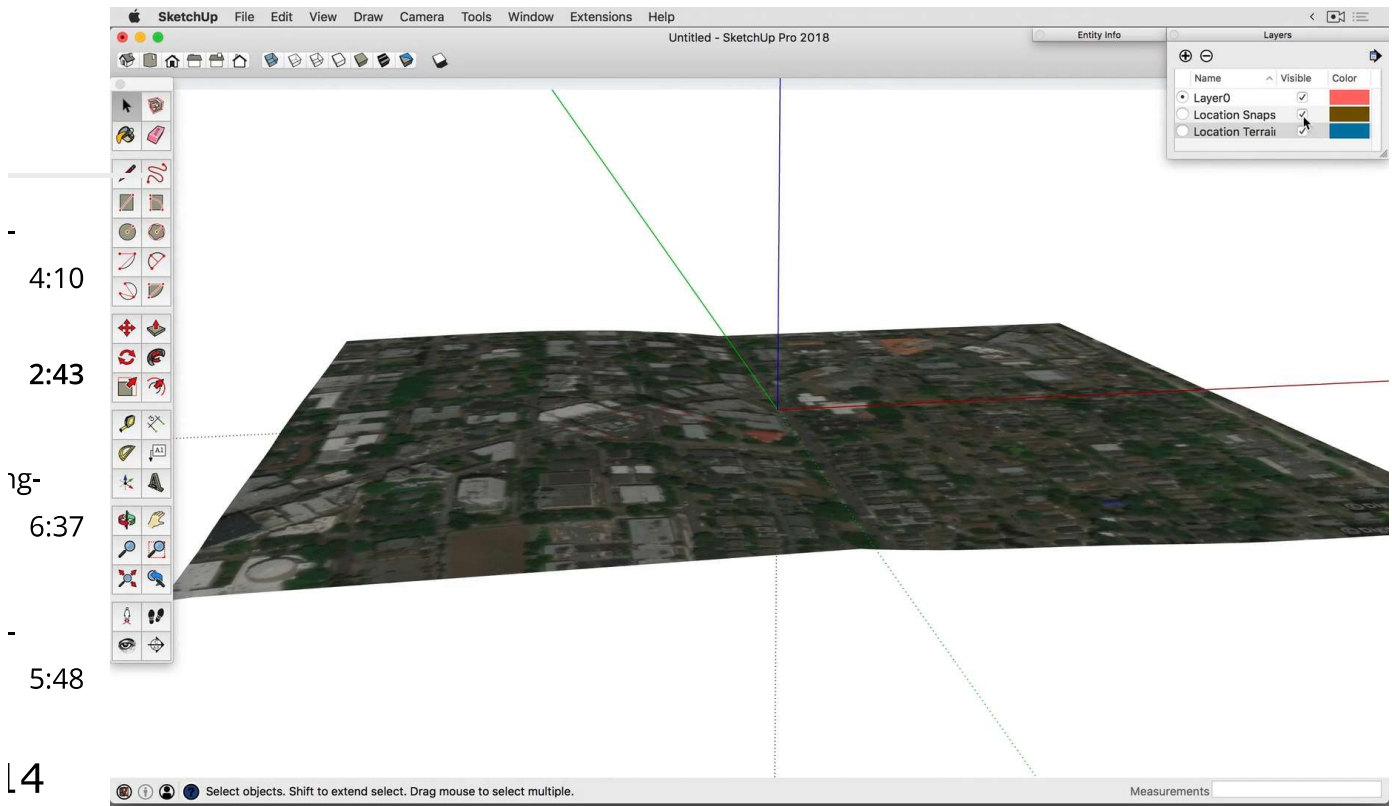 SketchUp File Edit View Draw Camera Tools Window Extensions Help
Untitled - SketchUp Pro 2018
Entity Info
Layers
Name Visible Color
Layer0
Location Snaps
Location Terrai
-
4:10
2:43
ng-
6:37
-
5:48
14
A1
Select objects. Shift to extend select. Drag mouse to select multiple.
Measurements